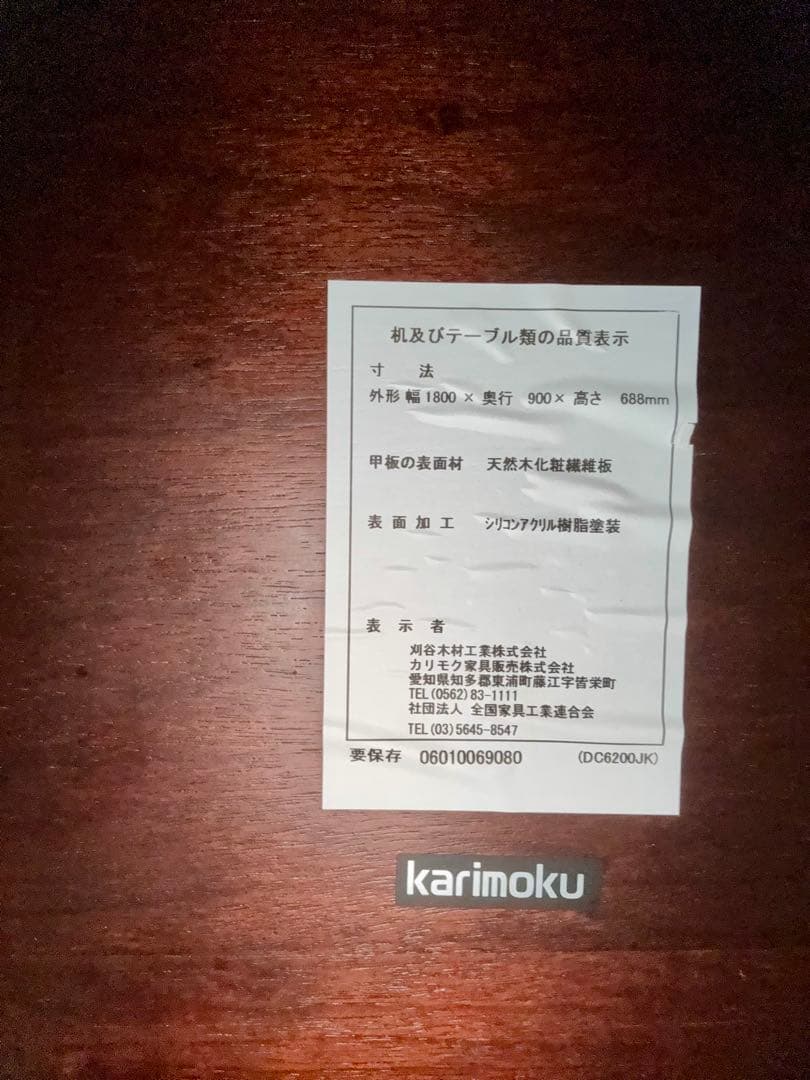 机及びテーブル類の品質表示
寸 法
外形 幅 1800 × 奥行 900 × 高さ 688mm
甲板の表面材 天然木化粧繊維板
表面加工 シリコンアクリル樹脂塗装
表示者
刈谷木材工業株式会社
カリモク家具販売株式会社
愛知県知多郡東浦町藤江字皆栄町
TEL(0562)83-1111
社団法人 全国家具工業連合会
TEL(03)5645-8547
要保存 06010069080 (DC6200JK)
karimoku